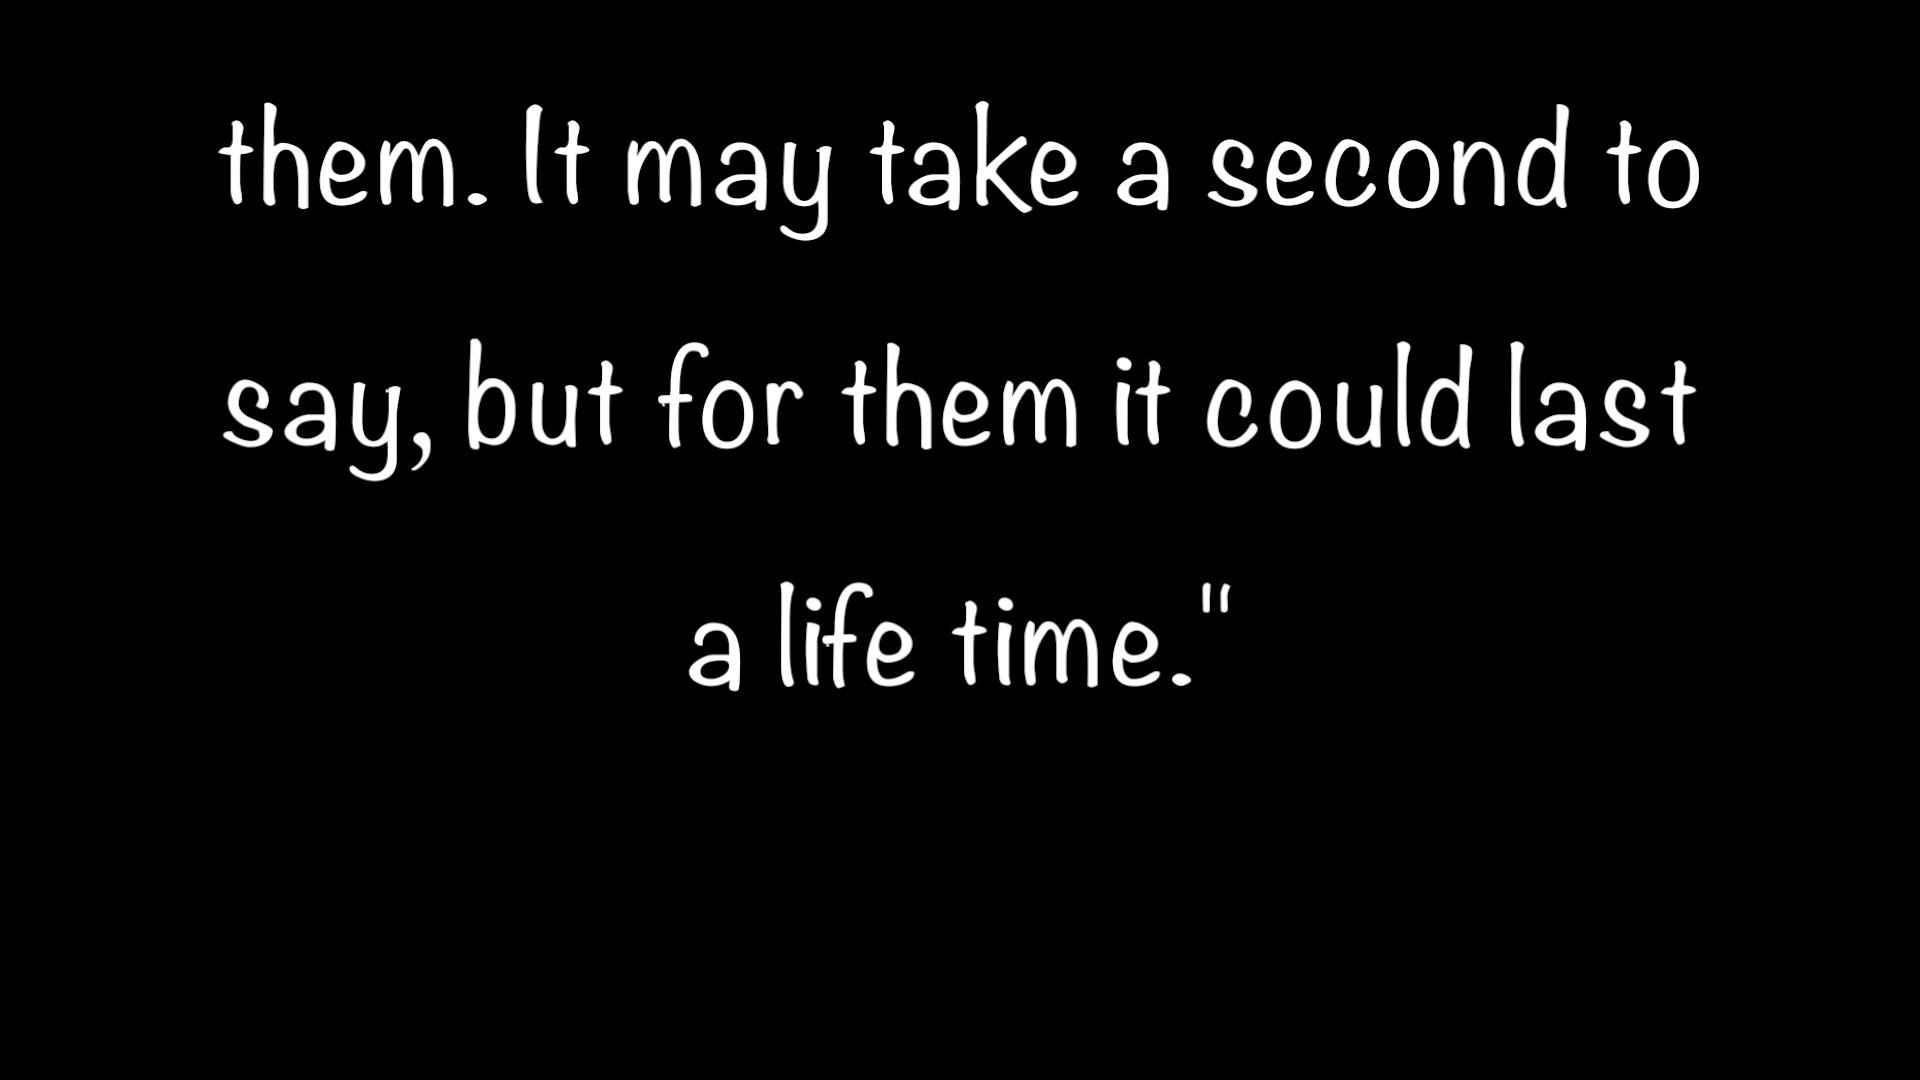 them. It may take a second to
say, but for them it could last
a life time."